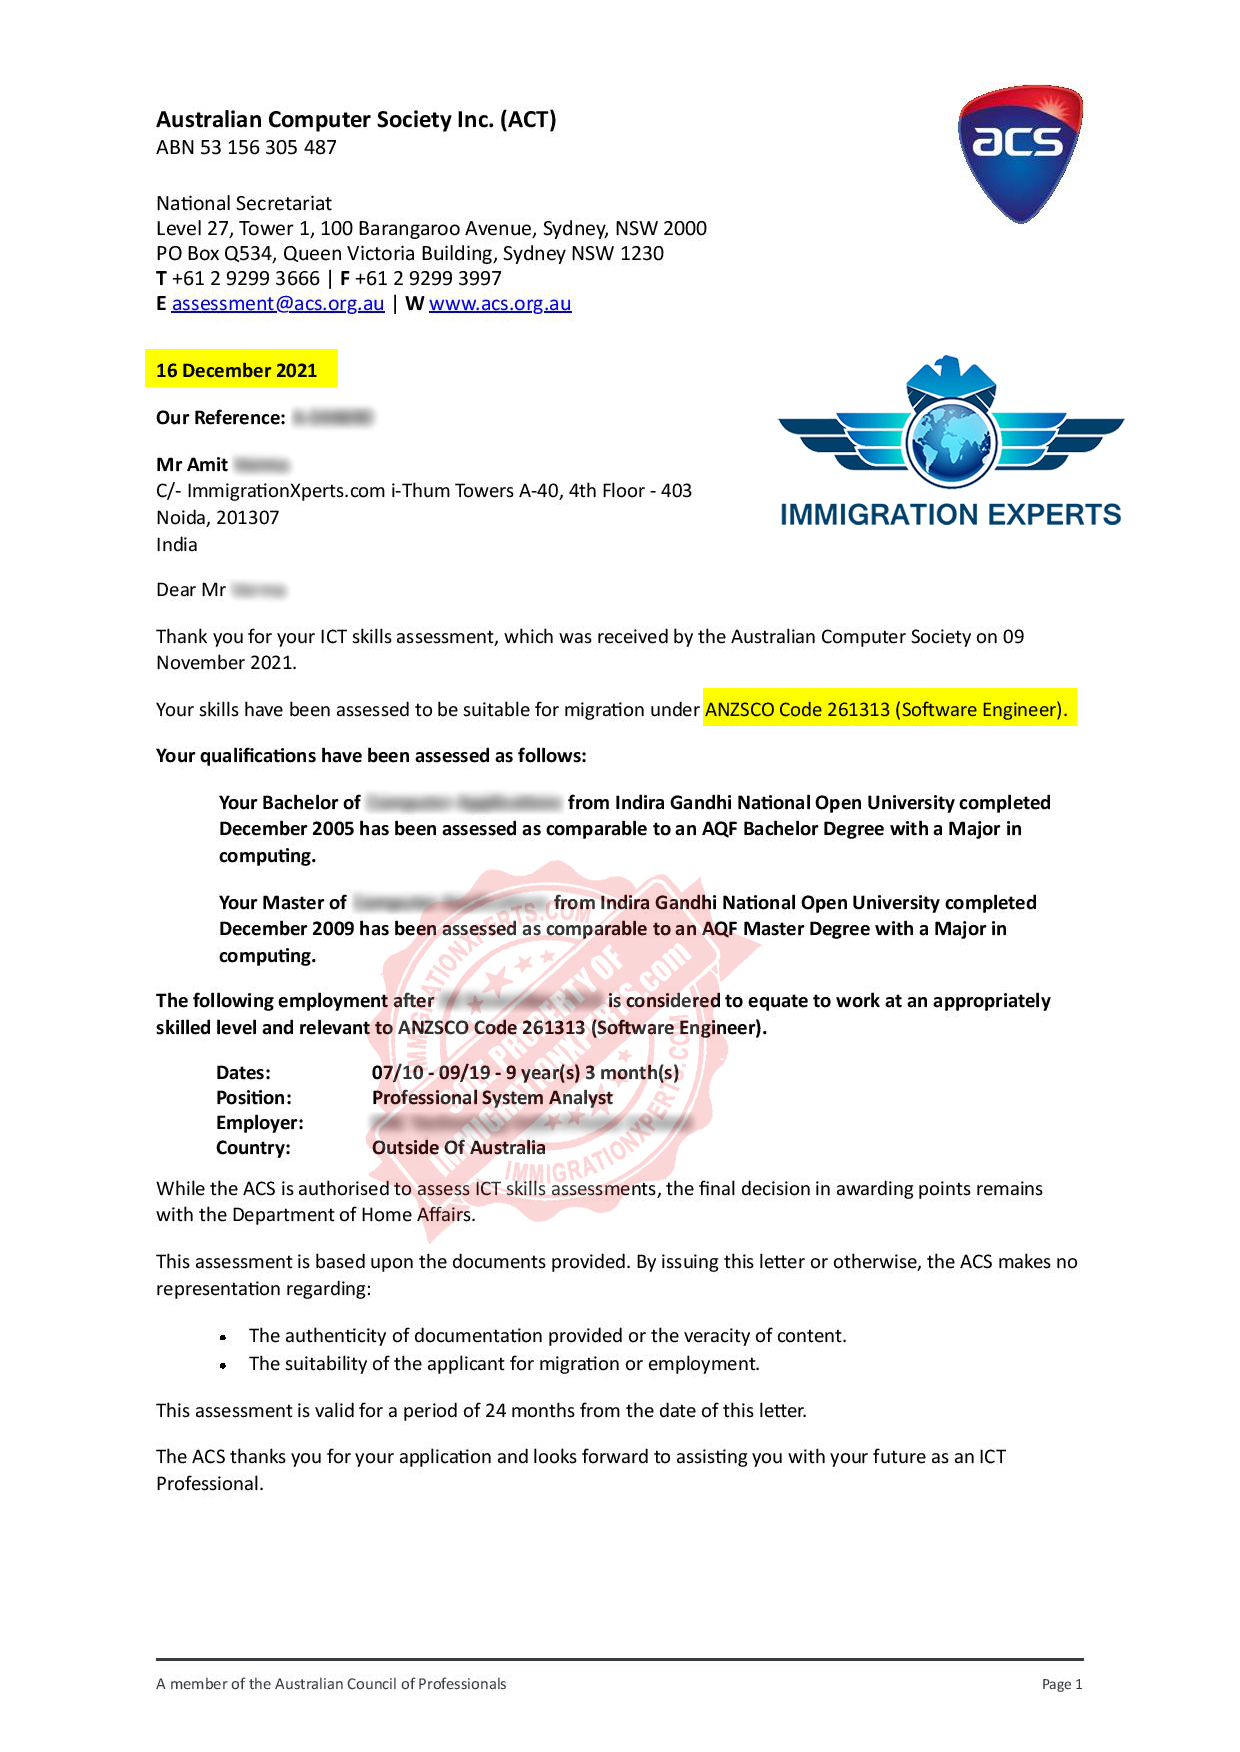 Australian Computer Society Inc. (ACT)
ABN 53 156 305 487
acs
National Secretariat
Level 27, Tower 1, 100 Barangaroo Avenue, Sydney, NSW 2000
PO Box Q534, Queen Victoria Building, Sydney NSW 1230
T +61 2 9299 3666 | F +61 2 9299 3997
E assessment@acs.org.au | W www.acs.org.au
16 December 2021
Our Reference:
Mr Amit
C/- ImmigrationXperts.com i-Thum Towers A-40, 4th Floor - 403
Noida, 201307
India
IMMIGRATION EXPERTS
Dear Mr
Thank you for your ICT skills assessment, which was received by the Australian Computer Society on 09
November 2021.
Your skills have been assessed to be suitable for migration under ANZSCO Code 261313 (Software Engineer).
Your qualifications have been assessed as follows:
Your Bachelor of from Indira Gandhi National Open University completed
December 2005 has been assessed as comparable to an AQF Bachelor Degree with a Major in
computing.
Your Master of from Indira Gandhi National Open University completed
December 2009 has been assessed as comparable to an AQF Master Degree with a Major in
computing.
The following employment after is considered to equate to work at an appropriately
skilled level and relevant to ANZSCO Code 261313 (Software Engineer).
Dates: 07/10 - 09/19 - 9 year(s) 3 month(s)
Position: Professional System Analyst
Employer:
Country: Outside Of Australia
IMMIGRATIONXPERTS.COM
SOLE PROPERTY OF
IMMIGRATIONXPERTS.com
IMMIGRATIONXPERTS.COM
While the ACS is authorised to assess ICT skills assessments, the final decision in awarding points remains
with the Department of Home Affairs.
This assessment is based upon the documents provided. By issuing this letter or otherwise, the ACS makes no
representation regarding:
• The authenticity of documentation provided or the veracity of content.
• The suitability of the applicant for migration or employment.
This assessment is valid for a period of 24 months from the date of this letter.
The ACS thanks you for your application and looks forward to assisting you with your future as an ICT
Professional.
A member of the Australian Council of Professionals Page 1